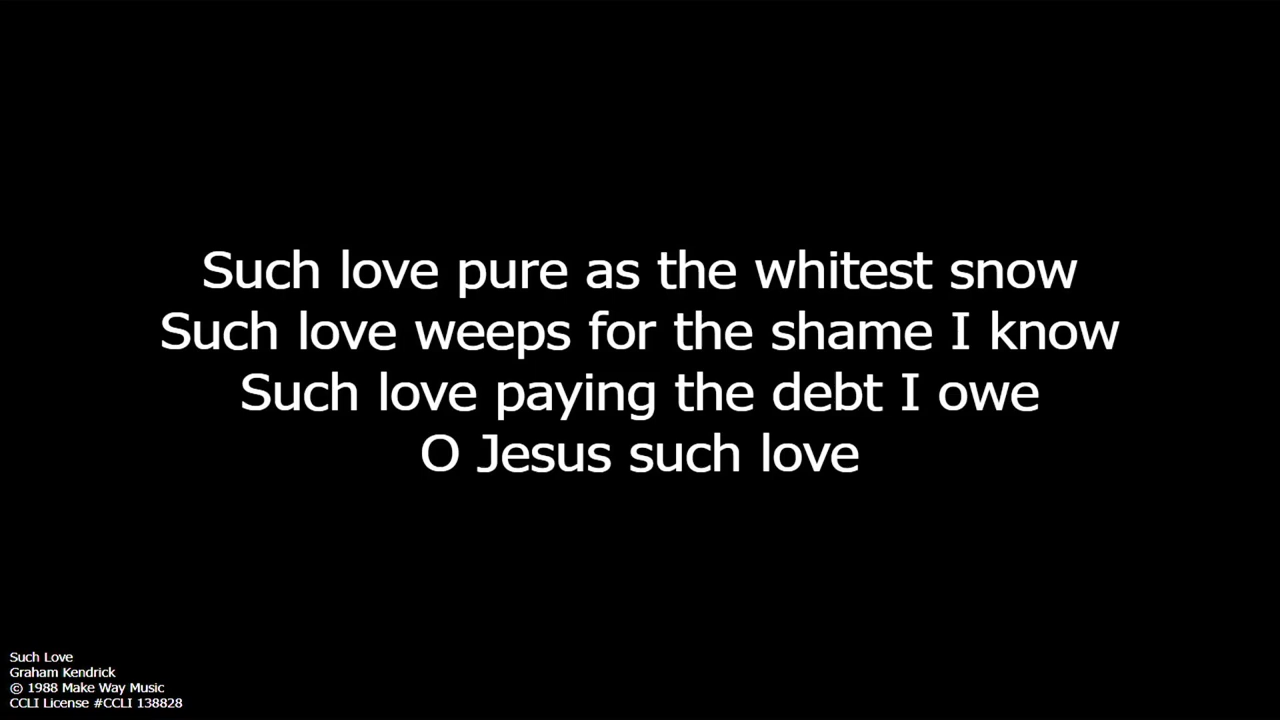 Such love pure as the whitest snow
Such love weeps for the shame I know
Such love paying the debt I owe
O Jesus such love
Such Love
Graham Kendrick
© 1988 Make Way Music
CCLI License #CCLI 138828